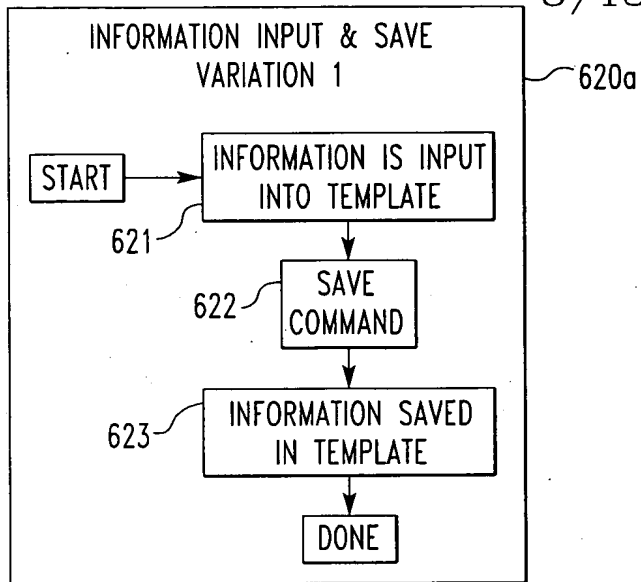 INFORMATION INPUT & SAVE
VARIATION 1
620a
START
INFORMATION IS INPUT
INTO TEMPLATE
621
SAVE
COMMAND
622
INFORMATION SAVED
IN TEMPLATE
623
DONE